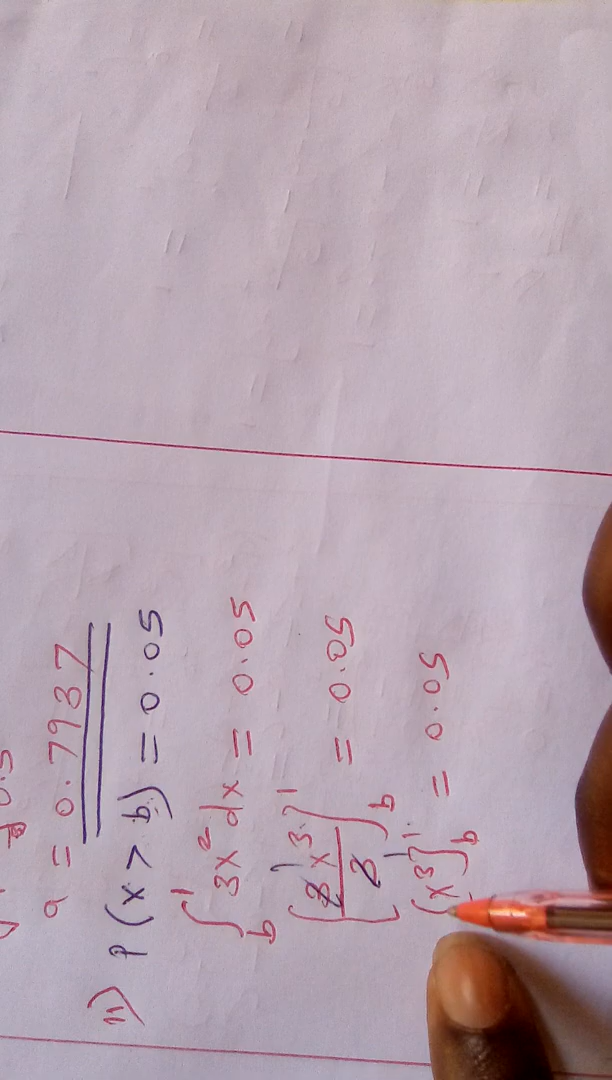 a = 0.7937
11) P(x > b) = 0.05
∫_b^1 3x² dx = 0.05
[3x³/3]_b^1 = 0.05
[x³]_b^1 = 0.05